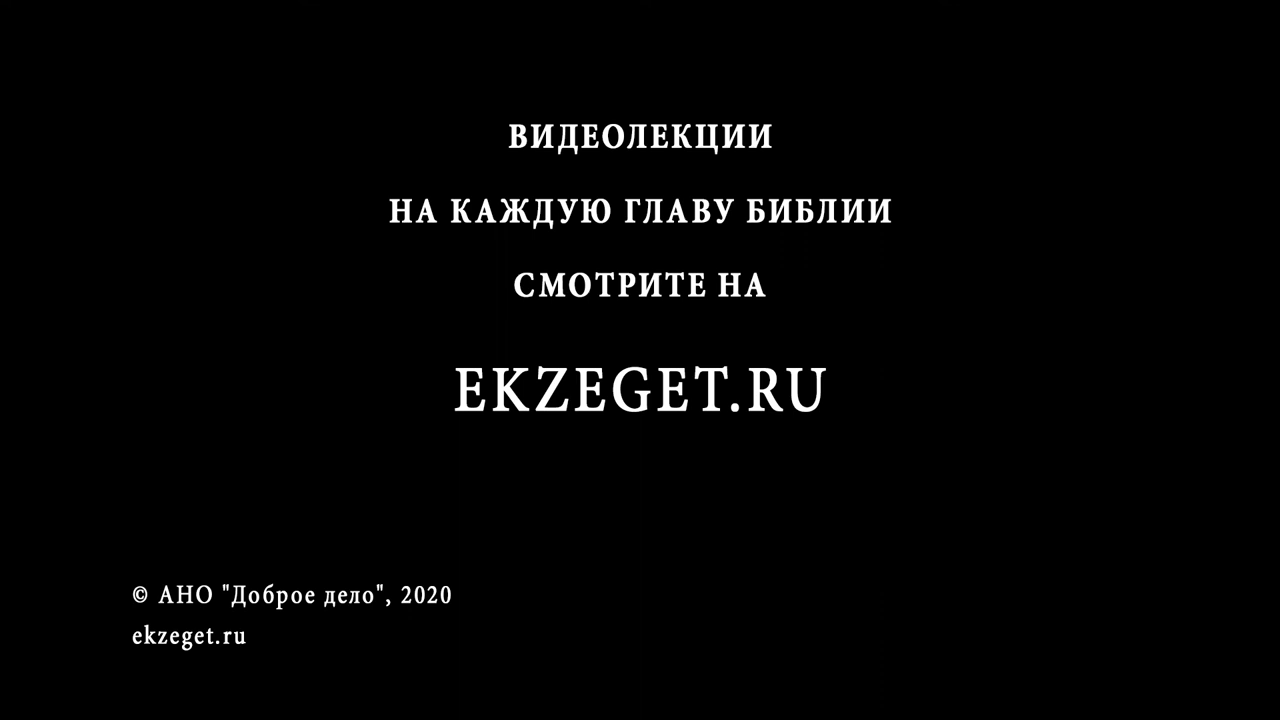 ВИДЕОЛЕКЦИИ
НА КАЖДУЮ ГЛАВУ БИБЛИИ
СМОТРИТЕ НА
EKZEGET.RU
© АНО "Доброе дело", 2020
ekzeget.ru